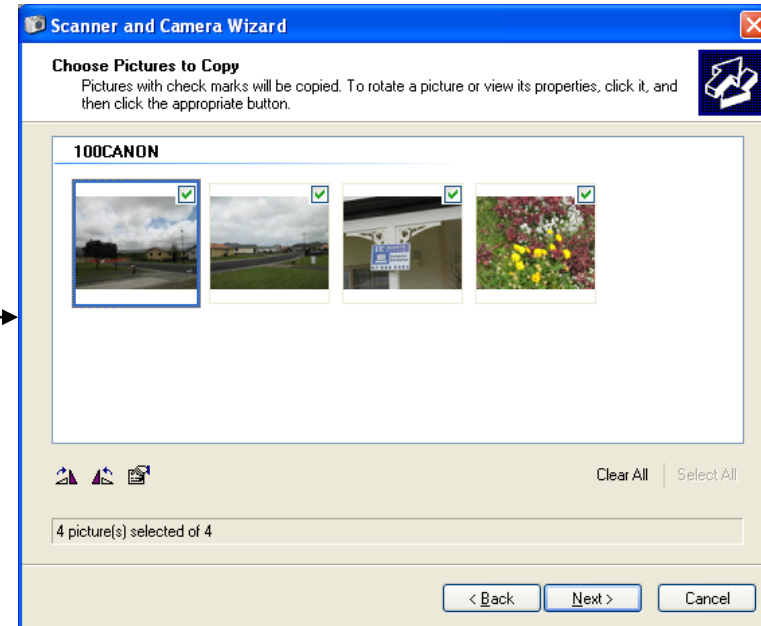 Scanner and Camera Wizard
Choose Pictures to Copy
Pictures with check marks will be copied. To rotate a picture or view its properties, click it, and
then click the appropriate button.
100CANON
Clear All
Select All
4 picture(s) selected of 4
< Back
Next >
Cancel